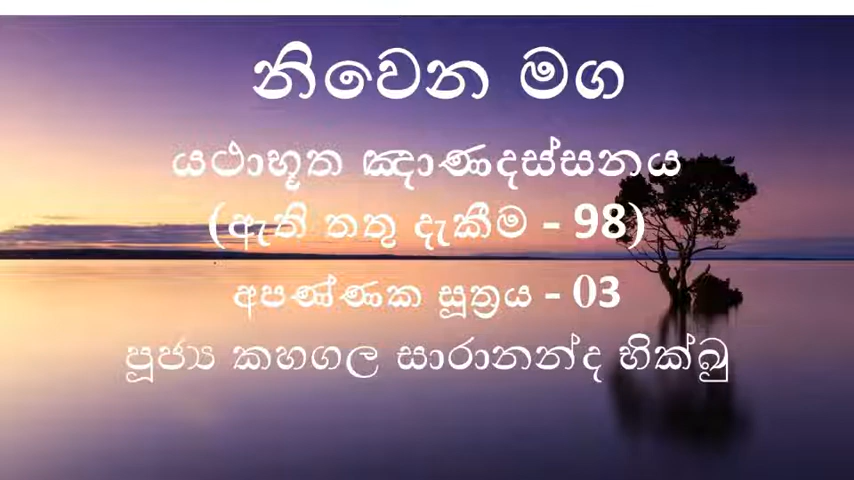 නිවෙන මග
යථාභූත ඤාණදස්සනය
(ඇති තතු දැකීම - 98)
අපණ්ණක සූත්‍රය - 03
පූජ්‍ය කහගල සාරානන්ද භික්ඛු